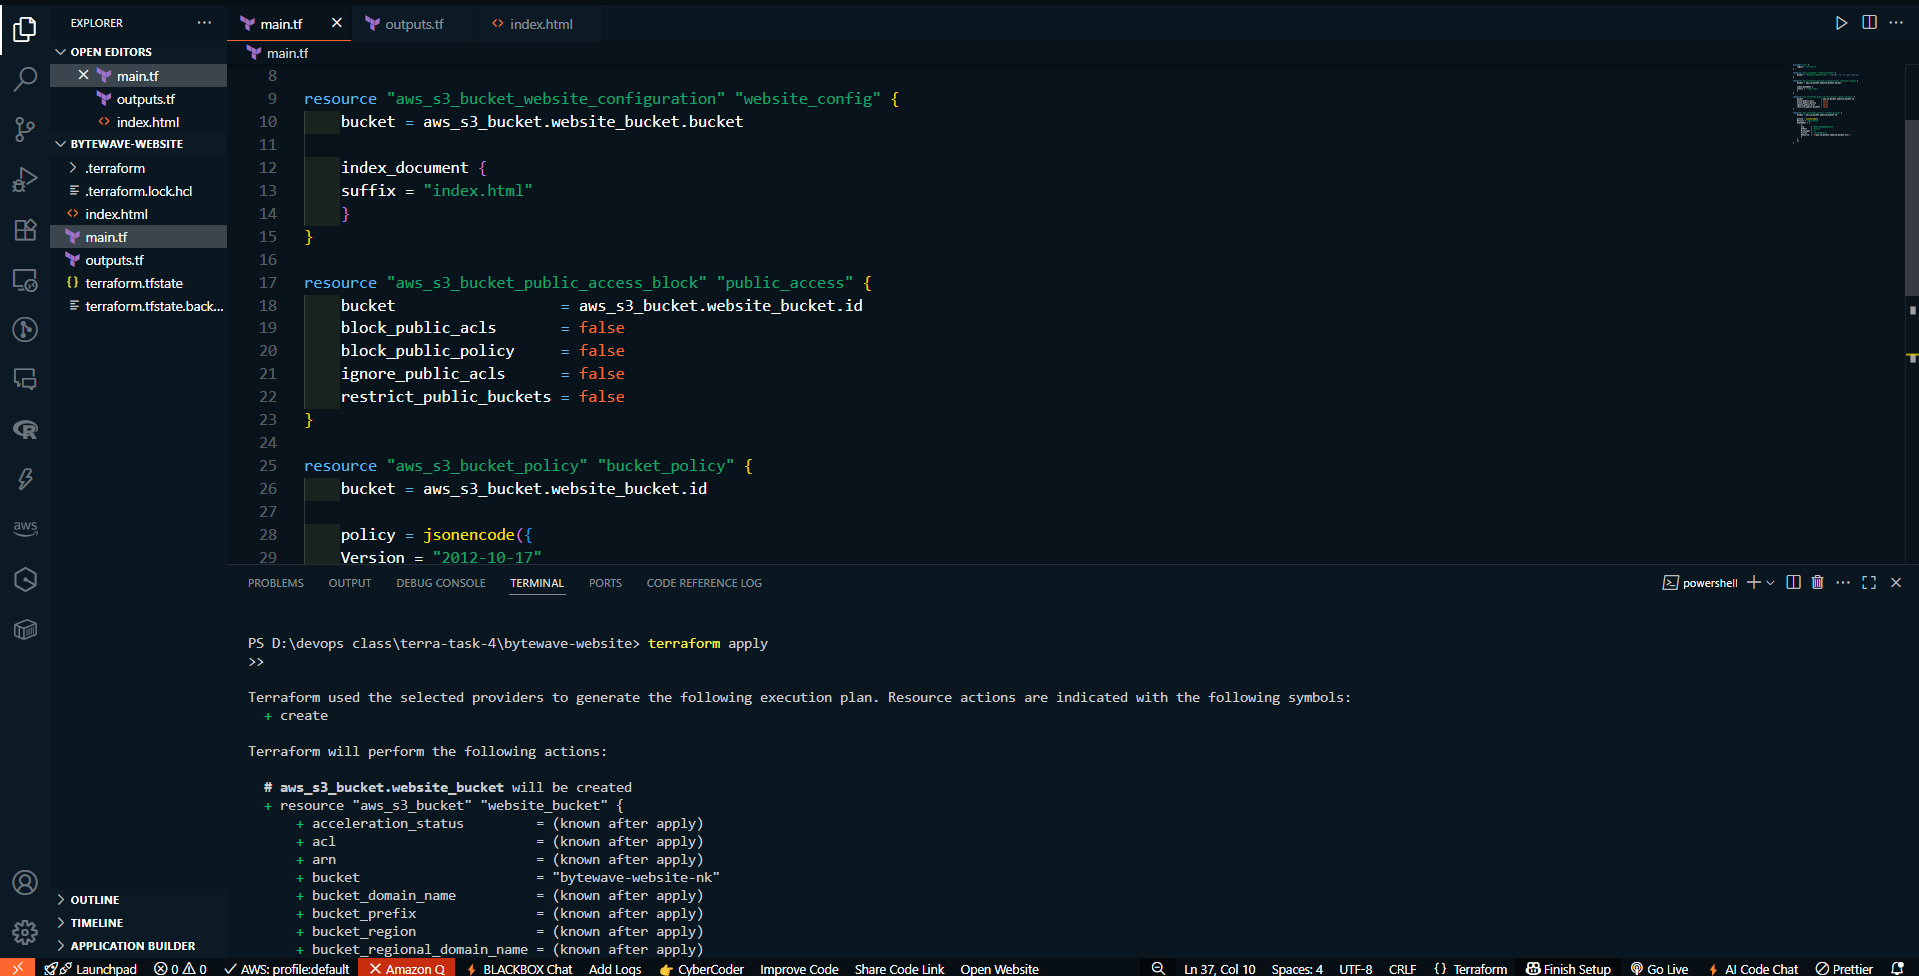 EXPLORER ···
main.tf
outputs.tf
<> index.html
main.tf
OPEN EDITORS
main.tf
outputs.tf
<> index.html
BYTEWAVE-WEBSITE
.terraform
.terraform.lock.hcl
<> index.html
main.tf
outputs.tf
{} terraform.tfstate
terraform.tfstate.back...
aws
OUTLINE
TIMELINE
APPLICATION BUILDER
8
9 resource "aws_s3_bucket_website_configuration" "website_config" {
10 bucket = aws_s3_bucket.website_bucket.bucket
11
12 index_document {
13 suffix = "index.html"
14 }
15 }
16
17 resource "aws_s3_bucket_public_access_block" "public_access" {
18 bucket = aws_s3_bucket.website_bucket.id
19 block_public_acls = false
20 block_public_policy = false
21 ignore_public_acls = false
22 restrict_public_buckets = false
23 }
24
25 resource "aws_s3_bucket_policy" "bucket_policy" {
26 bucket = aws_s3_bucket.website_bucket.id
27
28 policy = jsonencode({
29 Version = "2012-10-17"
PROBLEMS OUTPUT DEBUG CONSOLE TERMINAL PORTS CODE REFERENCE LOG
powershell
PS D:\devops class\terra-task-4\bytewave-website> terraform apply
>>
Terraform used the selected providers to generate the following execution plan. Resource actions are indicated with the following symbols:
+ create
Terraform will perform the following actions:
# aws_s3_bucket.website_bucket will be created
+ resource "aws_s3_bucket" "website_bucket" {
+ acceleration_status = (known after apply)
+ acl = (known after apply)
+ arn = (known after apply)
+ bucket = "bytewave-website-nk"
+ bucket_domain_name = (known after apply)
+ bucket_prefix = (known after apply)
+ bucket_region = (known after apply)
+ bucket_regional_domain_name = (known after apply)
Launchpad 0 0 AWS: profile:default Amazon Q BLACKBOX Chat Add Logs CyberCoder Improve Code Share Code Link Open Website Ln 37, Col 10 Spaces: 4 UTF-8 CRLF {} Terraform Finish Setup Go Live AI Code Chat Prettier